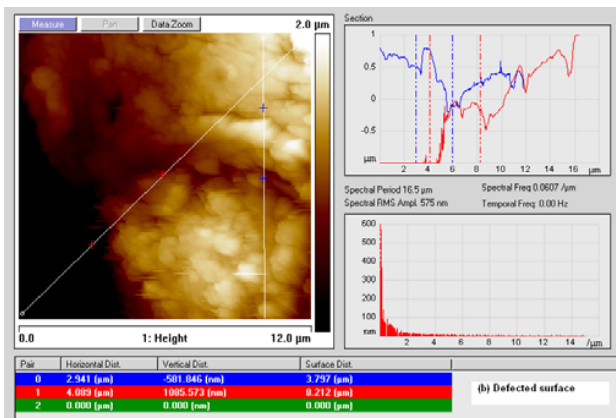 Measure Pan Data Zoom 2.0 µm
0.0 1: Height 12.0 µm
Section
1
0.5
0
-0.5
µm
2 4 6 8 10 12 14 16 µm
Spectral Period 16.5 µm Spectral Freq 0.0607 /µm
Spectral RMS Ampl. 575 nm Temporal Freq: 0.00 Hz
600
500
400
300
200
100
nm
2 4 6 8 10 12 14 /µm
Pair Horizontal Dist. Vertical Dist. Surface Dist.
0 2.941 (µm) -581.846 (nm) 3.797 (µm)
1 4.089 (µm) 1085.573 (nm) 8.212 (µm)
2 0.000 (µm) 0.000 (nm) 0.000 (µm)
(b) Defected surface